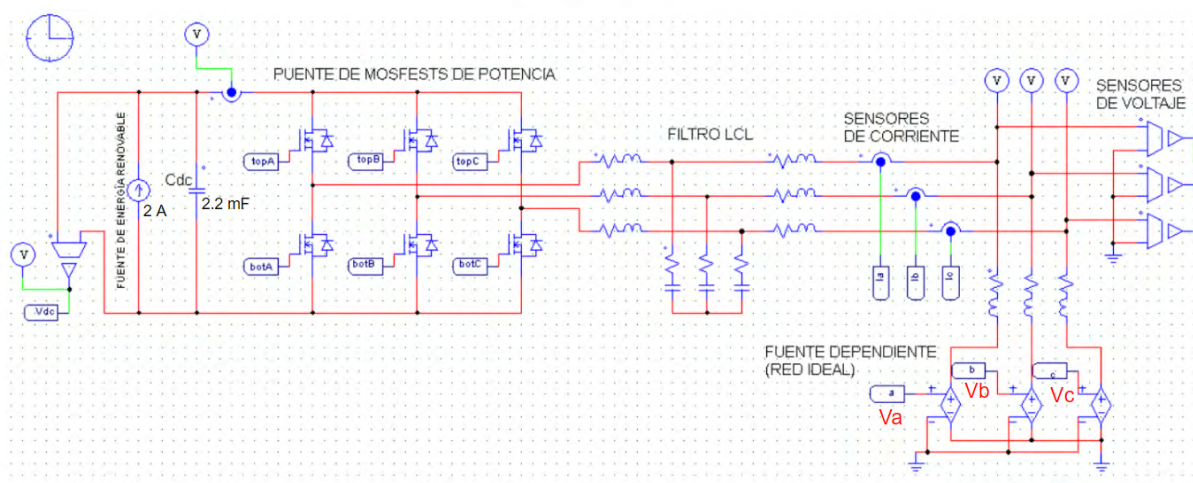 V
PUENTE DE MOSFESTS DE POTENCIA
V
V
V
SENSORES
DE VOLTAJE
FUENTE DE ENERGÍA RENOVABLE
SENSORES
DE CORRIENTE
FILTRO LCL
topA
topB
topC
Cdc
2 A
2.2 mF
V
botA
botB
botC
Ia
Ib
Ic
Vdc
FUENTE DEPENDIENTE
(RED IDEAL)
a
b
c
Va
Vb
Vc